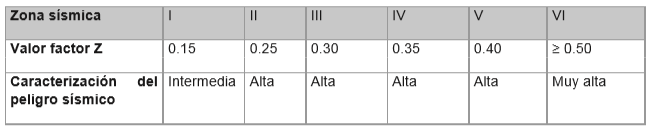 Zona sísmica I II III IV V VI
Valor factor Z 0.15 0.25 0.30 0.35 0.40 ≥ 0.50
Caracterización del peligro sísmico Intermedia Alta Alta Alta Alta Muy alta